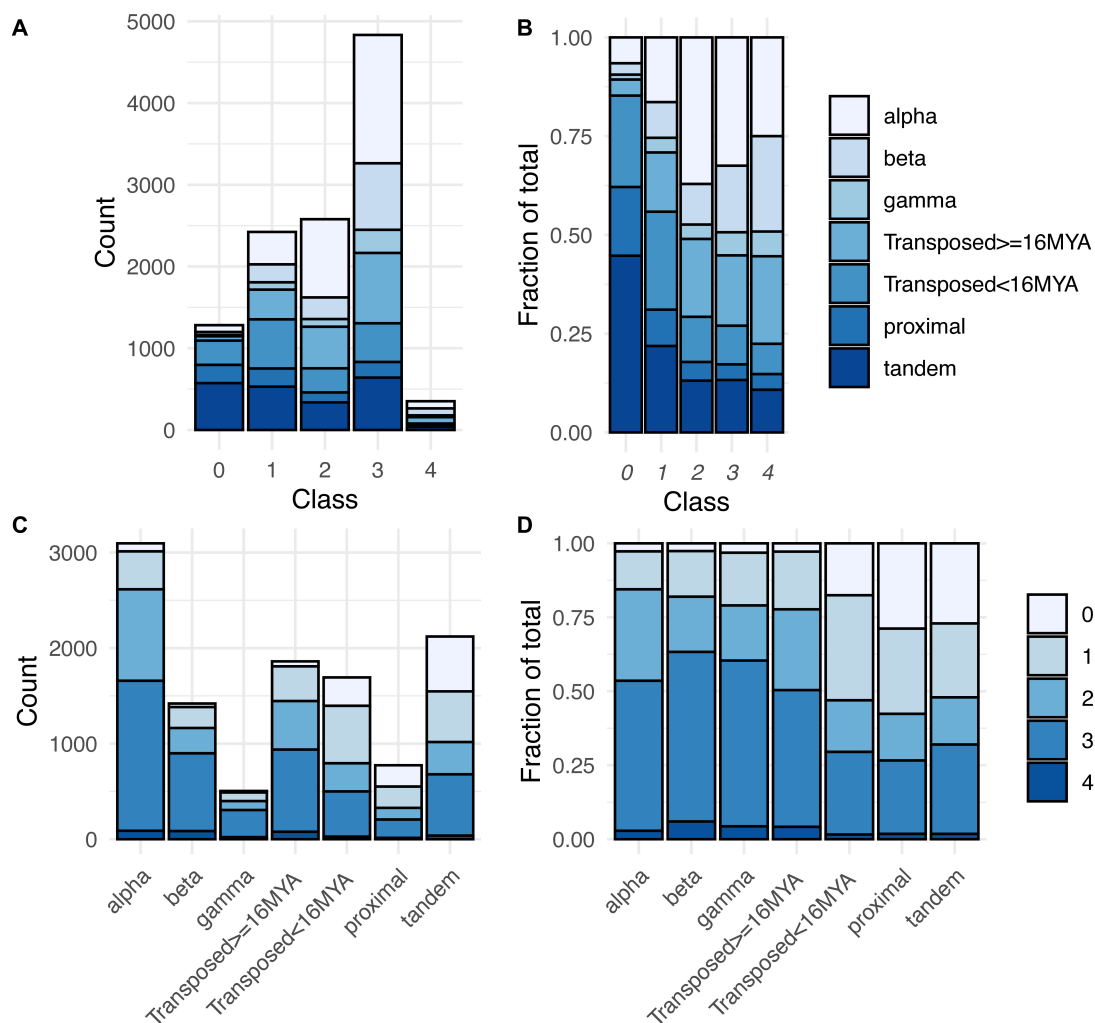 A
5000
4000
3000
2000
1000
0
Count
0 1 2 3 4
Class
B
1.00
0.75
0.50
0.25
0.00
Fraction of total
0 1 2 3 4
Class
alpha
beta
gamma
Transposed>=16MYA
Transposed<16MYA
proximal
tandem
C
3000
2000
1000
0
Count
alpha
beta
gamma
Transposed>=16MYA
Transposed<16MYA
proximal
tandem
D
1.00
0.75
0.50
0.25
0.00
Fraction of total
alpha
beta
gamma
Transposed>=16MYA
Transposed<16MYA
proximal
tandem
0
1
2
3
4